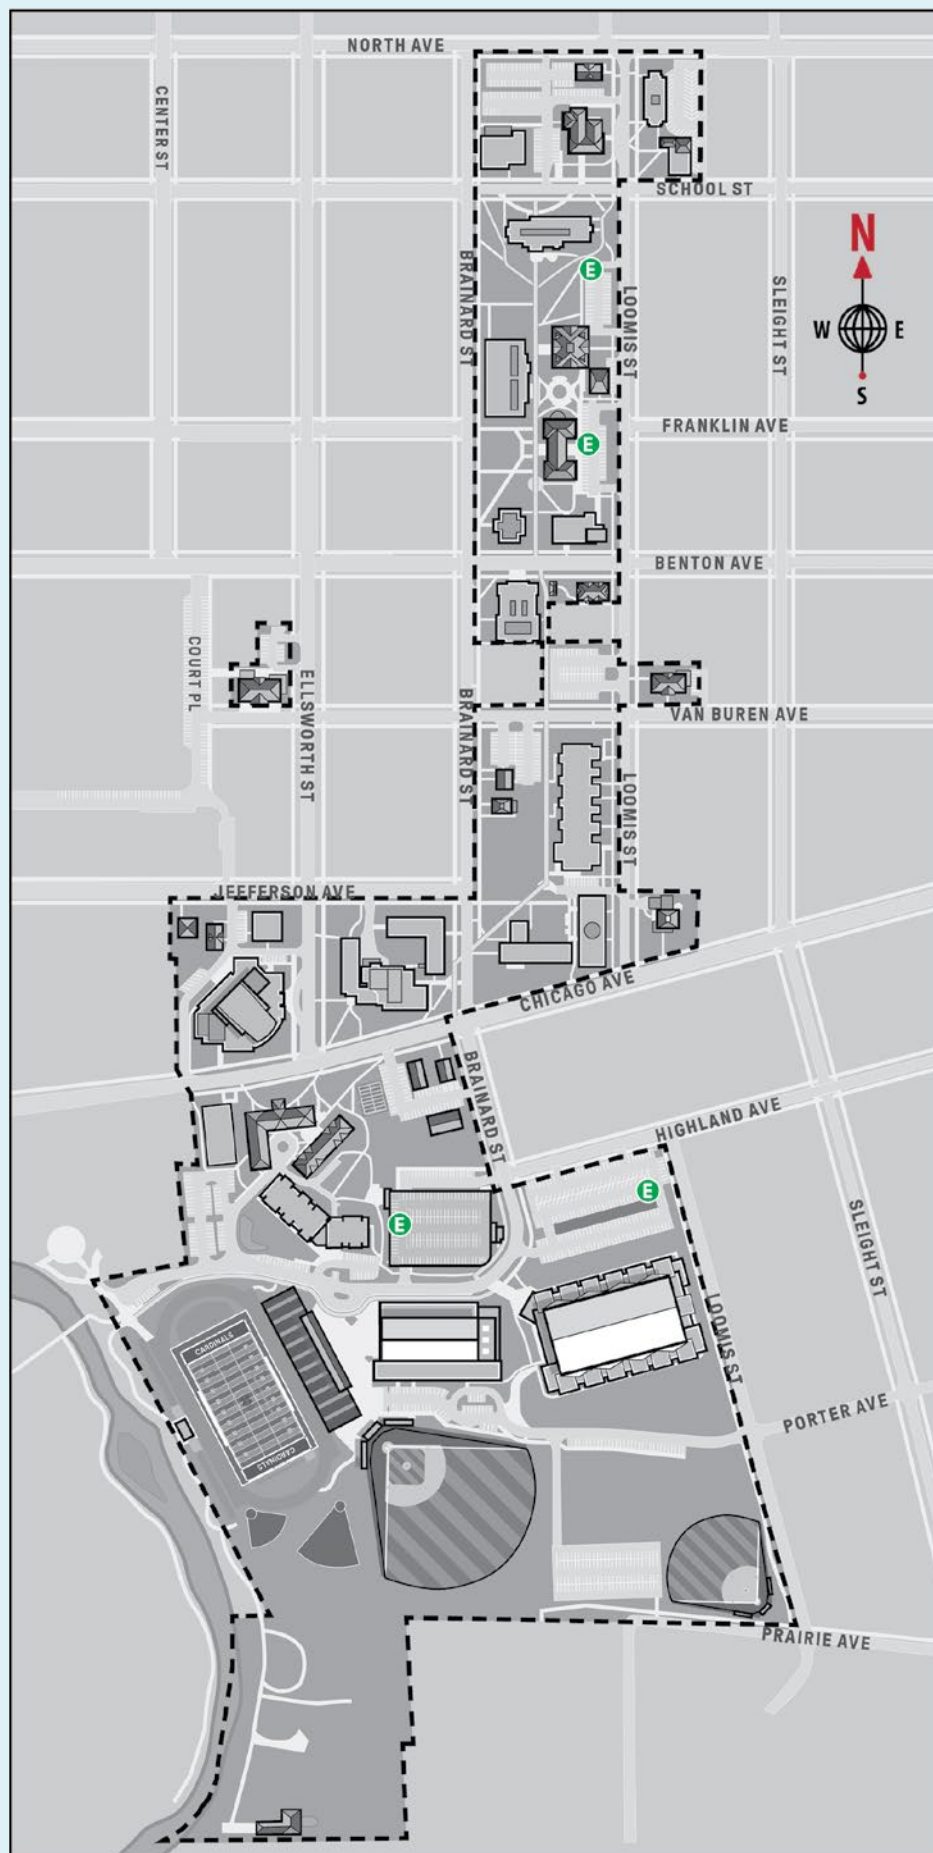 NORTH AVE
CENTER ST
SCHOOL ST
N
W E
S
E
BRAINARD ST
LOOMIS ST
SLEIGHT ST
FRANKLIN AVE
E
BENTON AVE
COURT PL
ELLSWORTH ST
BRAINARD ST
VAN BUREN AVE
LOOMIS ST
JEFFERSON AVE
CHICAGO AVE
BRAINARD ST
HIGHLAND AVE
E
E
SLEIGHT ST
LOOMIS ST
CARDINALS
CARDINALS
PORTER AVE
PRAIRIE AVE